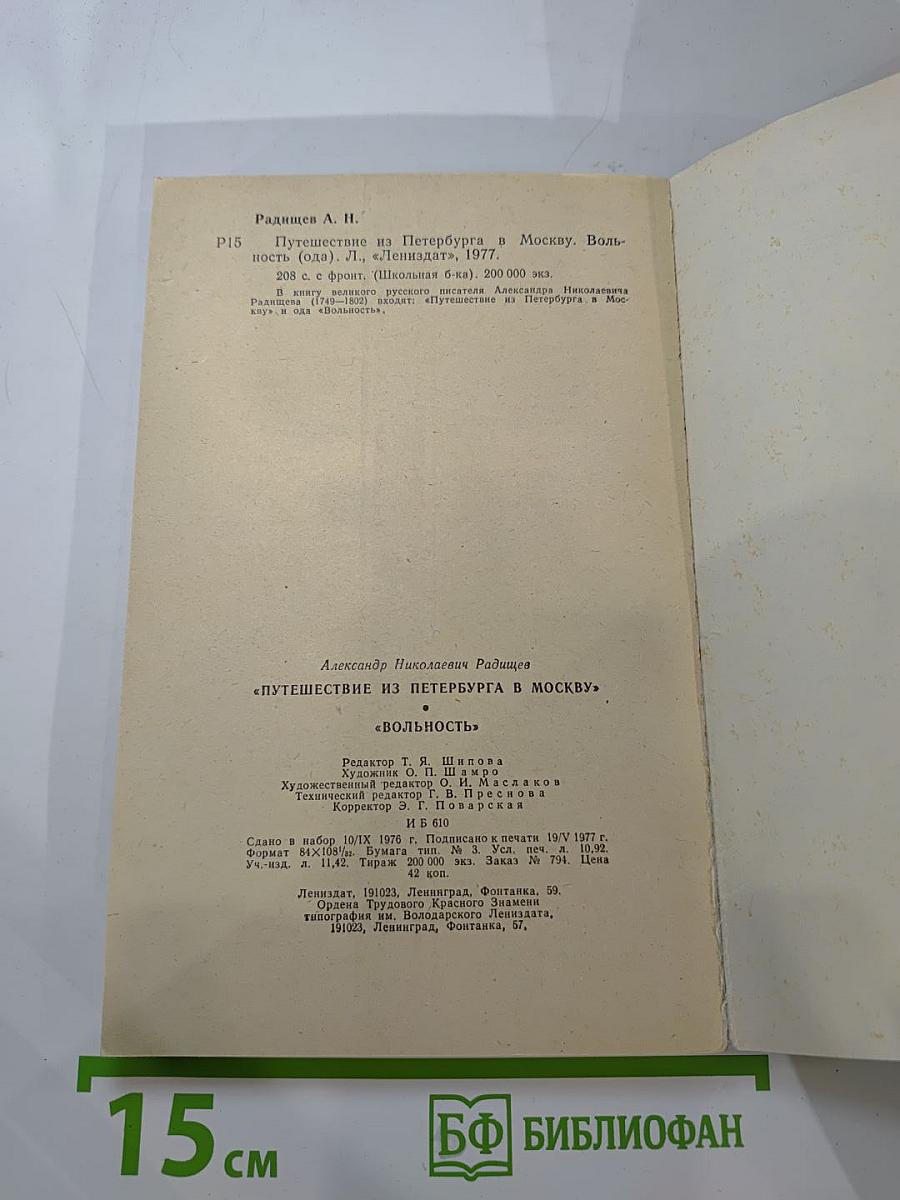 Радищев А. Н.
Р15 Путешествие из Петербурга в Москву. Воль-
ность (ода). Л., «Лениздат», 1977.
208 с. с фронт. (Школьная б-ка). 200 000 экз.
В книгу великого русского писателя Александра Николаевича
Радищева (1749—1802) входят: «Путешествие из Петербурга в Мос-
кву» и ода «Вольность».
Александр Николаевич Радищев
«ПУТЕШЕСТВИЕ ИЗ ПЕТЕРБУРГА В МОСКВУ»
•
«ВОЛЬНОСТЬ»
Редактор Т. Я. Шипова
Художник О. П. Шамро
Художественный редактор О. И. Маслаков
Технический редактор Г. В. Преснова
Корректор Э. Г. Поварская
ИБ 610
Сдано в набор 10/IX 1976 г. Подписано к печати 19/V 1977 г.
Формат 84×108¹/₃₂. Бумага тип. № 3. Усл. печ. л. 10,92.
Уч.-изд. л. 11,42. Тираж 200 000 экз. Заказ № 794. Цена
42 коп.
Лениздат, 191023, Ленинград, Фонтанка, 59.
Ордена Трудового Красного Знамени
типография им. Володарского Лениздата,
191023, Ленинград, Фонтанка, 57.
15 см
БФ БИБЛИОФАН